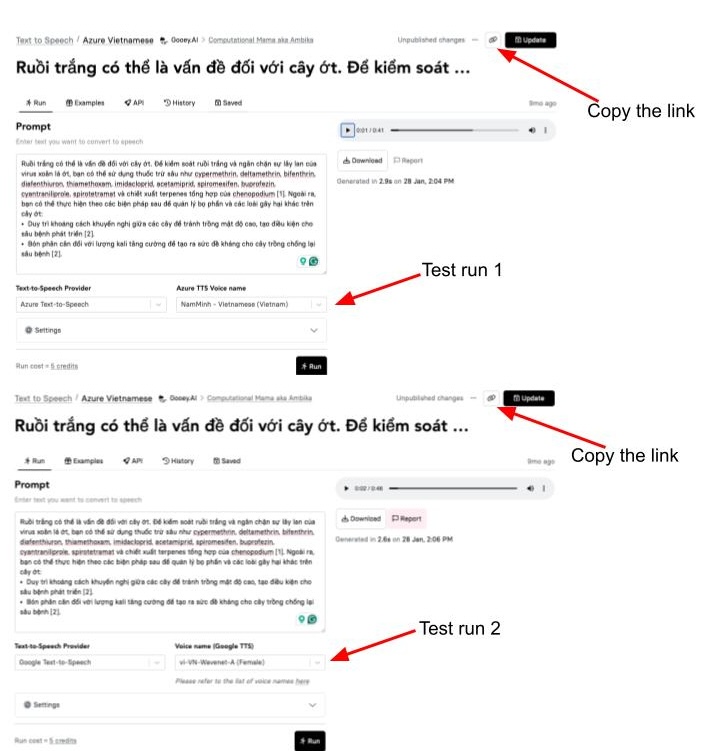 Text to Speech / Azure Vietnamese Gooey.AI > Computational Mama aka Ambika
Unpublished changes
Update
Ruồi trắng có thể là vấn đề đối với cây ớt. Để kiểm soát ...
Copy the link
Run Examples API History Saved
9mo ago
Prompt
Enter text you want to convert to speech
0:01 / 0:41
Download Report
Generated in 2.9s on 28 Jan, 2:04 PM
Ruồi trắng có thể là vấn đề đối với cây ớt. Để kiểm soát ruồi trắng và ngăn chặn sự lây lan của
virus xoăn lá ớt, bạn có thể sử dụng thuốc trừ sâu như cypermethrin, deltamethrin, bifenthrin,
diafenthiuron, thiamethoxam, imidacloprid, acetamiprid, spiromesifen, buprofezin,
cyantraniliprole, spirotetramat và chiết xuất terpenes tổng hợp của chenopodium [1]. Ngoài ra,
bạn có thể thực hiện theo các biện pháp sau để quản lý bọ phấn và các loài gây hại khác trên
cây ớt:
• Duy trì khoảng cách khuyến nghị giữa các cây để tránh trồng mật độ cao, tạo điều kiện cho
sâu bệnh phát triển [2].
• Bón phân cân đối với lượng kali tăng cường để tạo ra sức đề kháng cho cây trồng chống lại
sâu bệnh [2].
Test run 1
Text-to-Speech Provider
Azure TTS Voice name
Azure Text-to-Speech
NamMinh - Vietnamese (Vietnam)
Settings
Run cost = 5 credits
Run
Text to Speech / Azure Vietnamese Gooey.AI > Computational Mama aka Ambika
Unpublished changes
Update
Ruồi trắng có thể là vấn đề đối với cây ớt. Để kiểm soát ...
Copy the link
Run Examples API History Saved
9mo ago
Prompt
Enter text you want to convert to speech
0:02 / 0:46
Download Report
Generated in 2.6s on 28 Jan, 2:06 PM
Ruồi trắng có thể là vấn đề đối với cây ớt. Để kiểm soát ruồi trắng và ngăn chặn sự lây lan của
virus xoăn lá ớt, bạn có thể sử dụng thuốc trừ sâu như cypermethrin, deltamethrin, bifenthrin,
diafenthiuron, thiamethoxam, imidacloprid, acetamiprid, spiromesifen, buprofezin,
cyantraniliprole, spirotetramat và chiết xuất terpenes tổng hợp của chenopodium [1]. Ngoài ra,
bạn có thể thực hiện theo các biện pháp sau để quản lý bọ phấn và các loài gây hại khác trên
cây ớt:
• Duy trì khoảng cách khuyến nghị giữa các cây để tránh trồng mật độ cao, tạo điều kiện cho
sâu bệnh phát triển [2].
• Bón phân cân đối với lượng kali tăng cường để tạo ra sức đề kháng cho cây trồng chống lại
sâu bệnh [2].
Test run 2
Text-to-Speech Provider
Voice name (Google TTS)
Google Text-to-Speech
vi-VN-Wavenet-A (Female)
Please refer to the list of voice names here
Settings
Run cost = 5 credits
Run